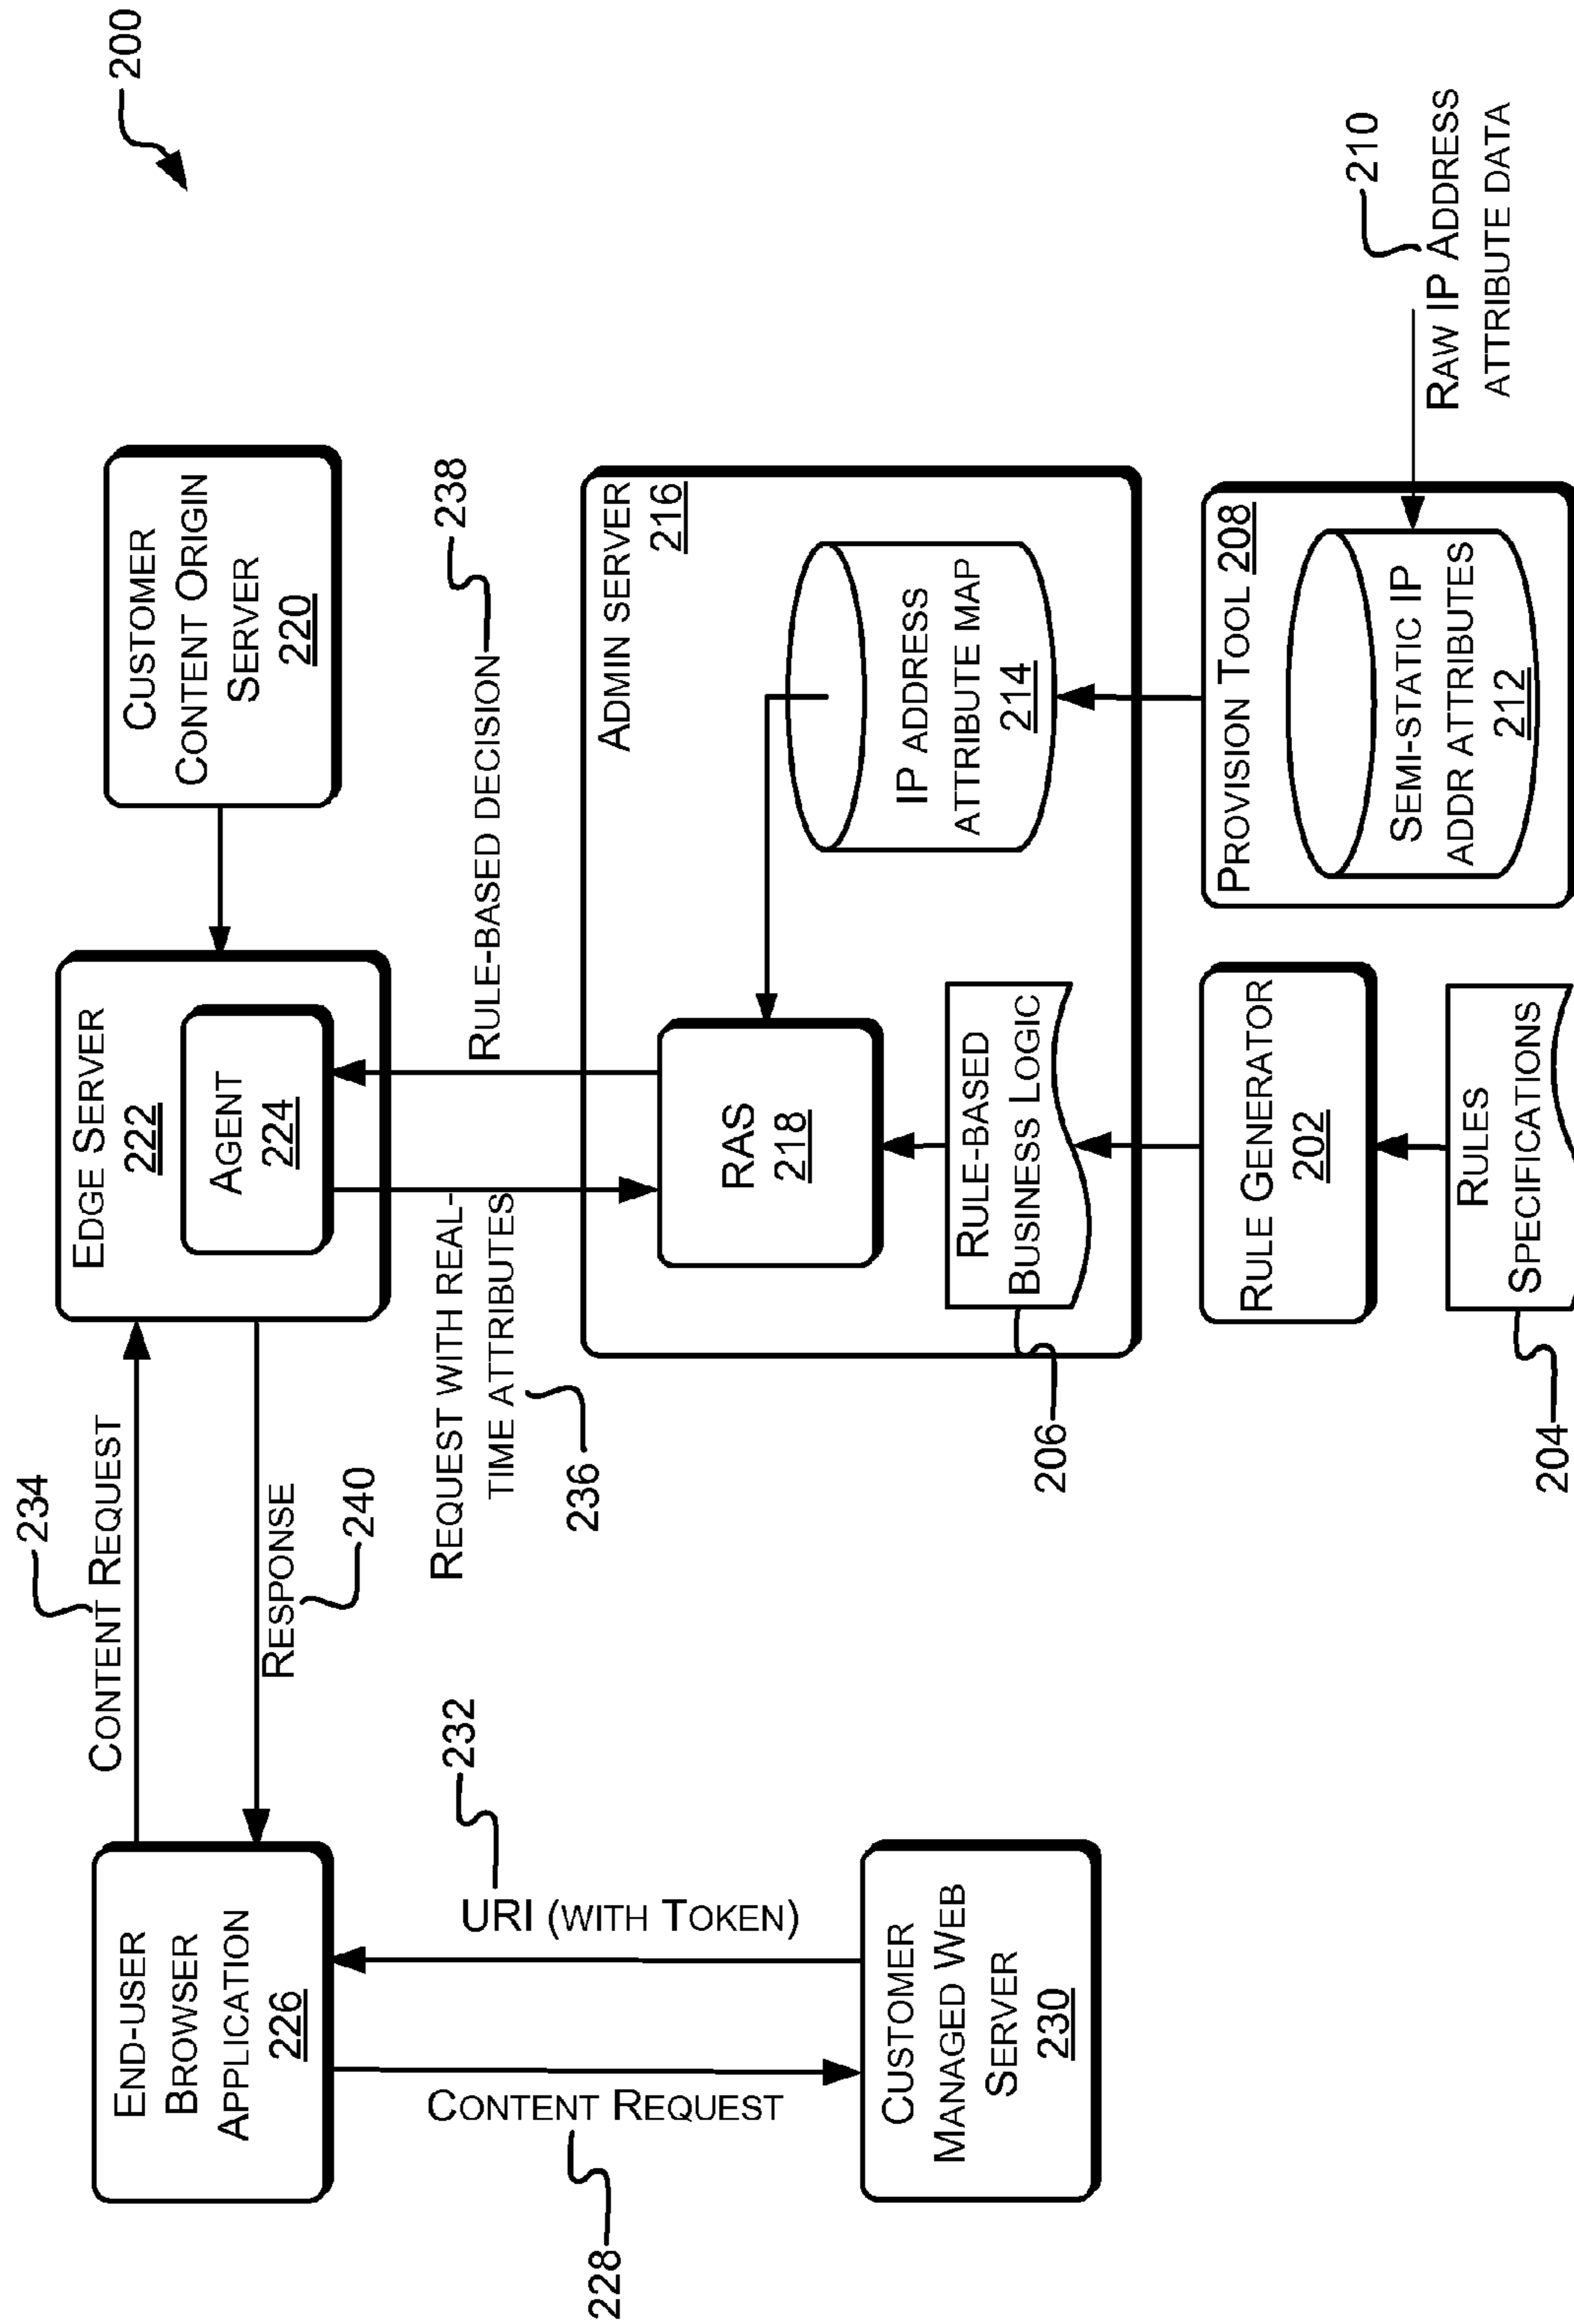 200
234
CONTENT REQUEST
RESPONSE
240
END-USER
BROWSER
APPLICATION
226
EDGE SERVER
222
AGENT
224
CUSTOMER
CONTENT ORIGIN
SERVER
220
232
URI (WITH TOKEN)
CONTENT REQUEST
228
REQUEST WITH REAL-
TIME ATTRIBUTES
236
RULE-BASED DECISION
238
CUSTOMER
MANAGED WEB
SERVER
230
ADMIN SERVER
216
RAS
218
IP ADDRESS
ATTRIBUTE MAP
214
RULE-BASED
BUSINESS LOGIC
206
RULE GENERATOR
202
PROVISION TOOL 208
SEMI-STATIC IP
ADDR ATTRIBUTES
212
210
RAW IP ADDRESS
ATTRIBUTE DATA
RULES
SPECIFICATIONS
204